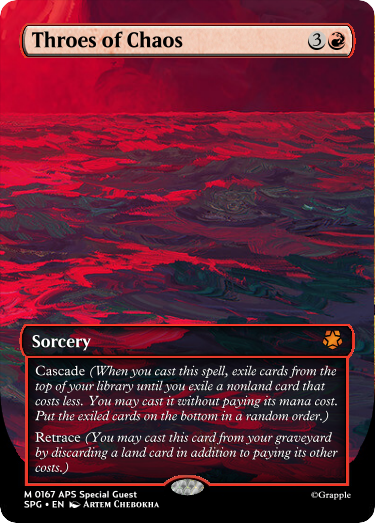 Throes of Chaos 3
Sorcery
Cascade (When you cast this spell, exile cards from the
top of your library until you exile a nonland card that
costs less. You may cast it without paying its mana cost.
Put the exiled cards on the bottom in a random order.)
Retrace (You may cast this card from your graveyard
by discarding a land card in addition to paying its other
costs.)
M 0167 APS Special Guest
SPG • EN Artem Chebokha
©Grapple